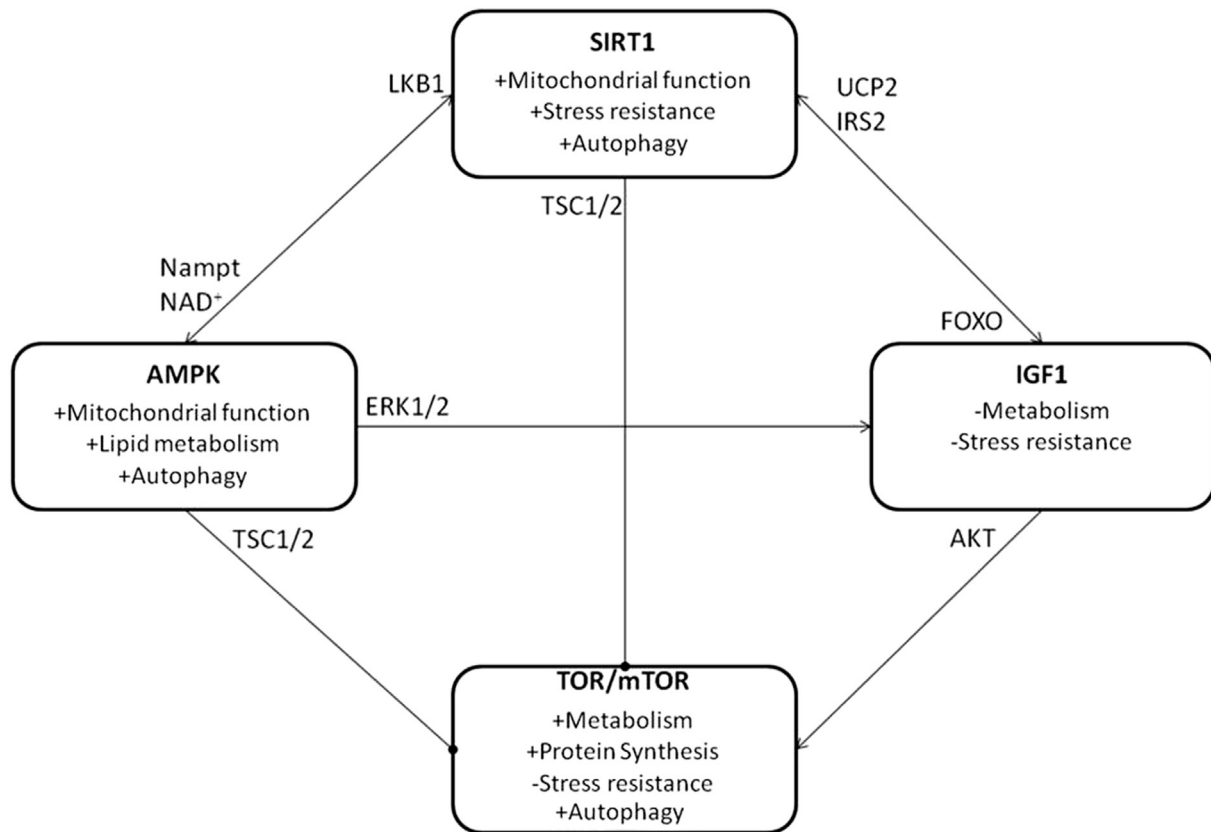 SIRT1
+Mitochondrial function
+Stress resistance
+Autophagy
LKB1
UCP2
IRS2
TSC1/2
Nampt
NAD⁺
FOXO
AMPK
+Mitochondrial function
+Lipid metabolism
+Autophagy
ERK1/2
IGF1
-Metabolism
-Stress resistance
TSC1/2
AKT
TOR/mTOR
+Metabolism
+Protein Synthesis
-Stress resistance
+Autophagy